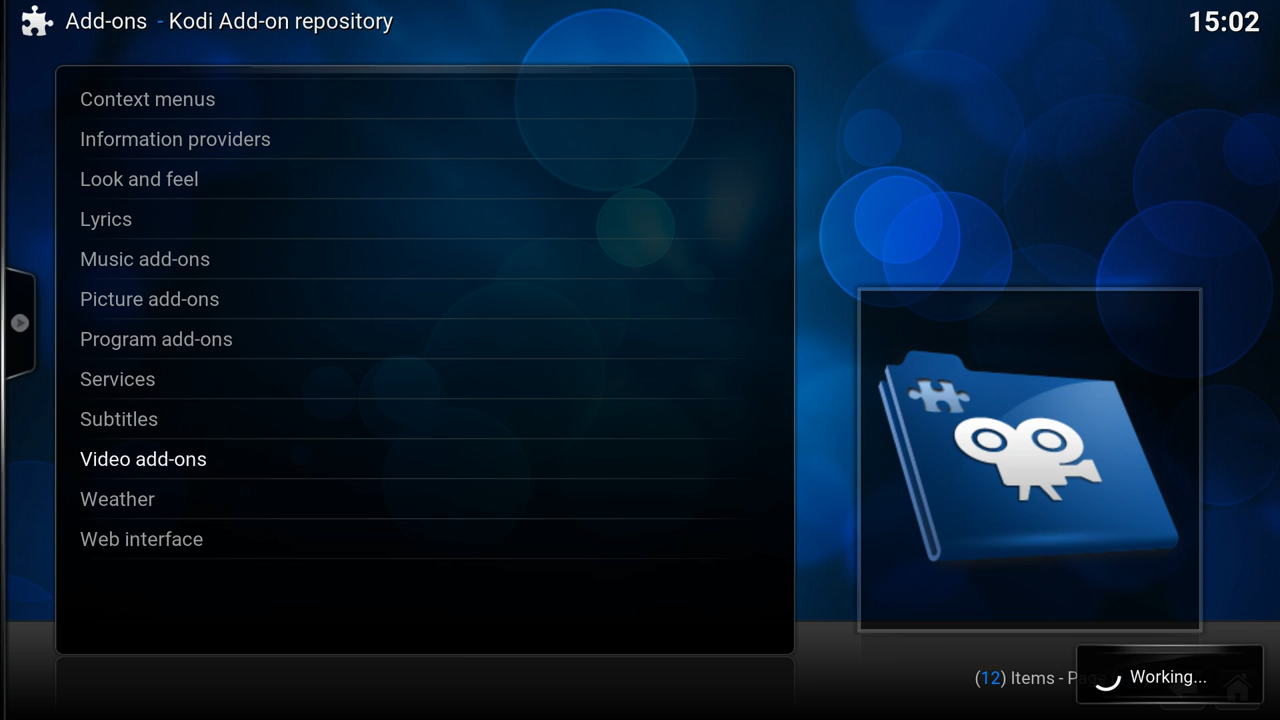 Add-ons - Kodi Add-on repository
15:02
Context menus
Information providers
Look and feel
Lyrics
Music add-ons
Picture add-ons
Program add-ons
Services
Subtitles
Video add-ons
Weather
Web interface
(12) Items -
Working...